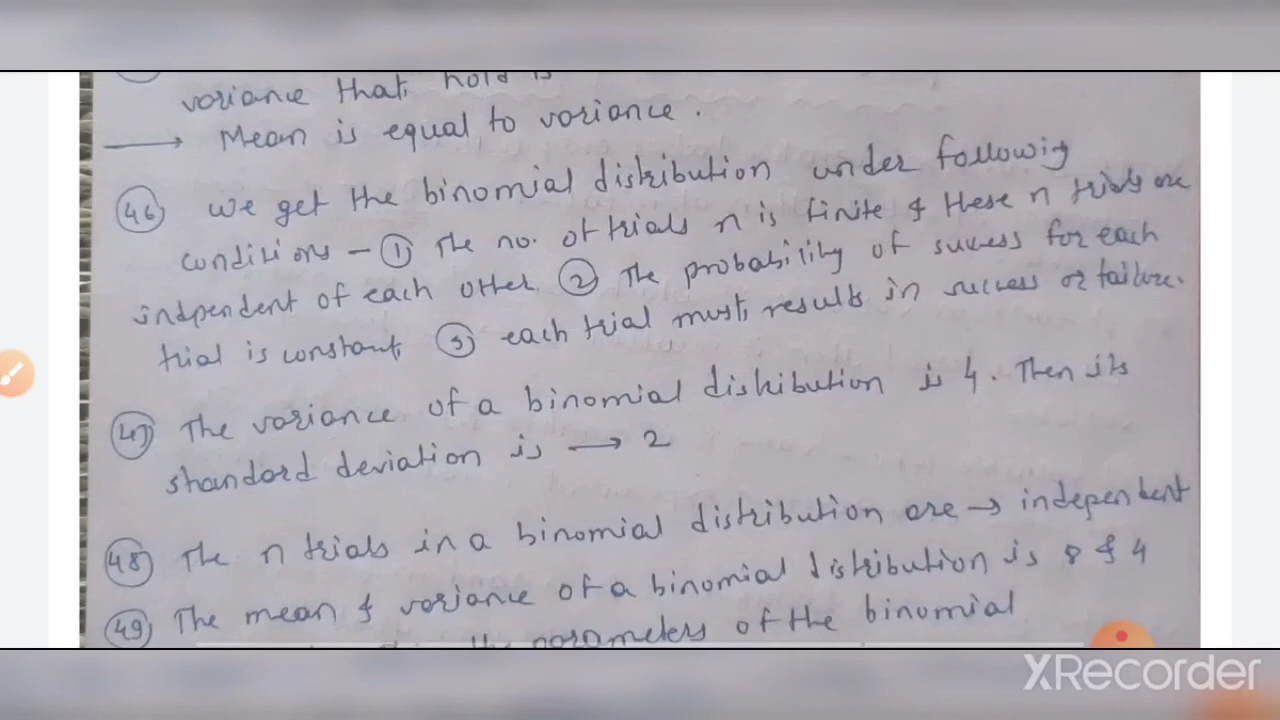 variance that hold is
→ Mean is equal to variance.
46 we get the binomial distribution under followig
conditions - ① The no. of trials n is finite & these n trials are
indpendent of each other ② The probability of success for each
trial is constant ③ each trial must results in success or failure.
47 The variance of a binomial distribution is 4. Then its
standard deviation is → 2
48 The n trials in a binomial distribution are → independent
49 The mean & variance of a binomial distribution is 8 & 4
the parameters of the binomial
XRecorder